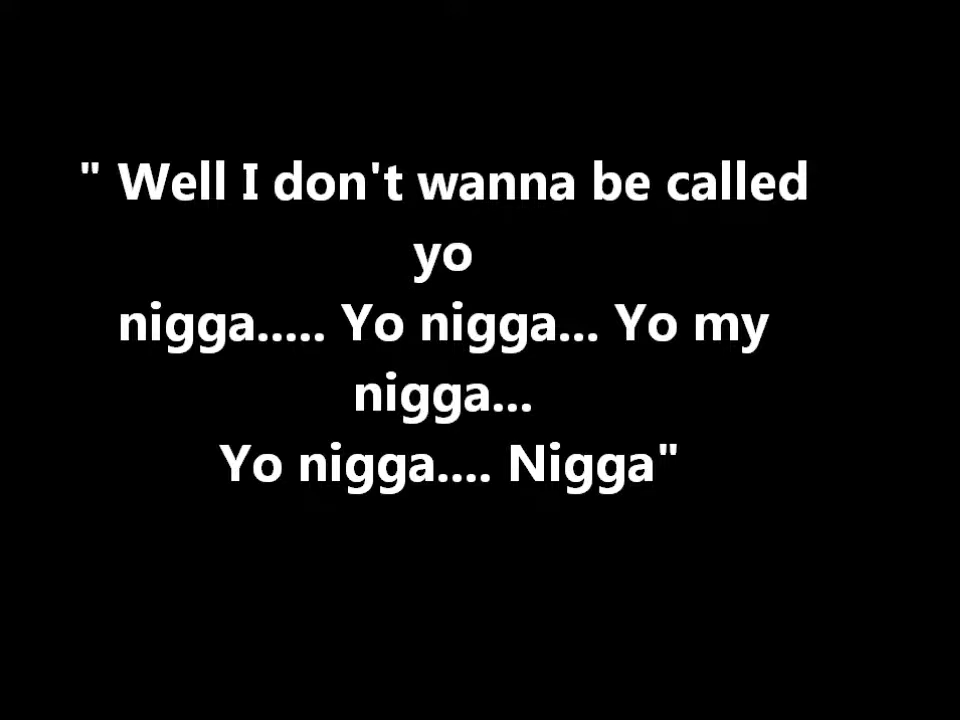 " Well I don't wanna be called
yo
nigga..... Yo nigga... Yo my
nigga...
Yo nigga.... Nigga"